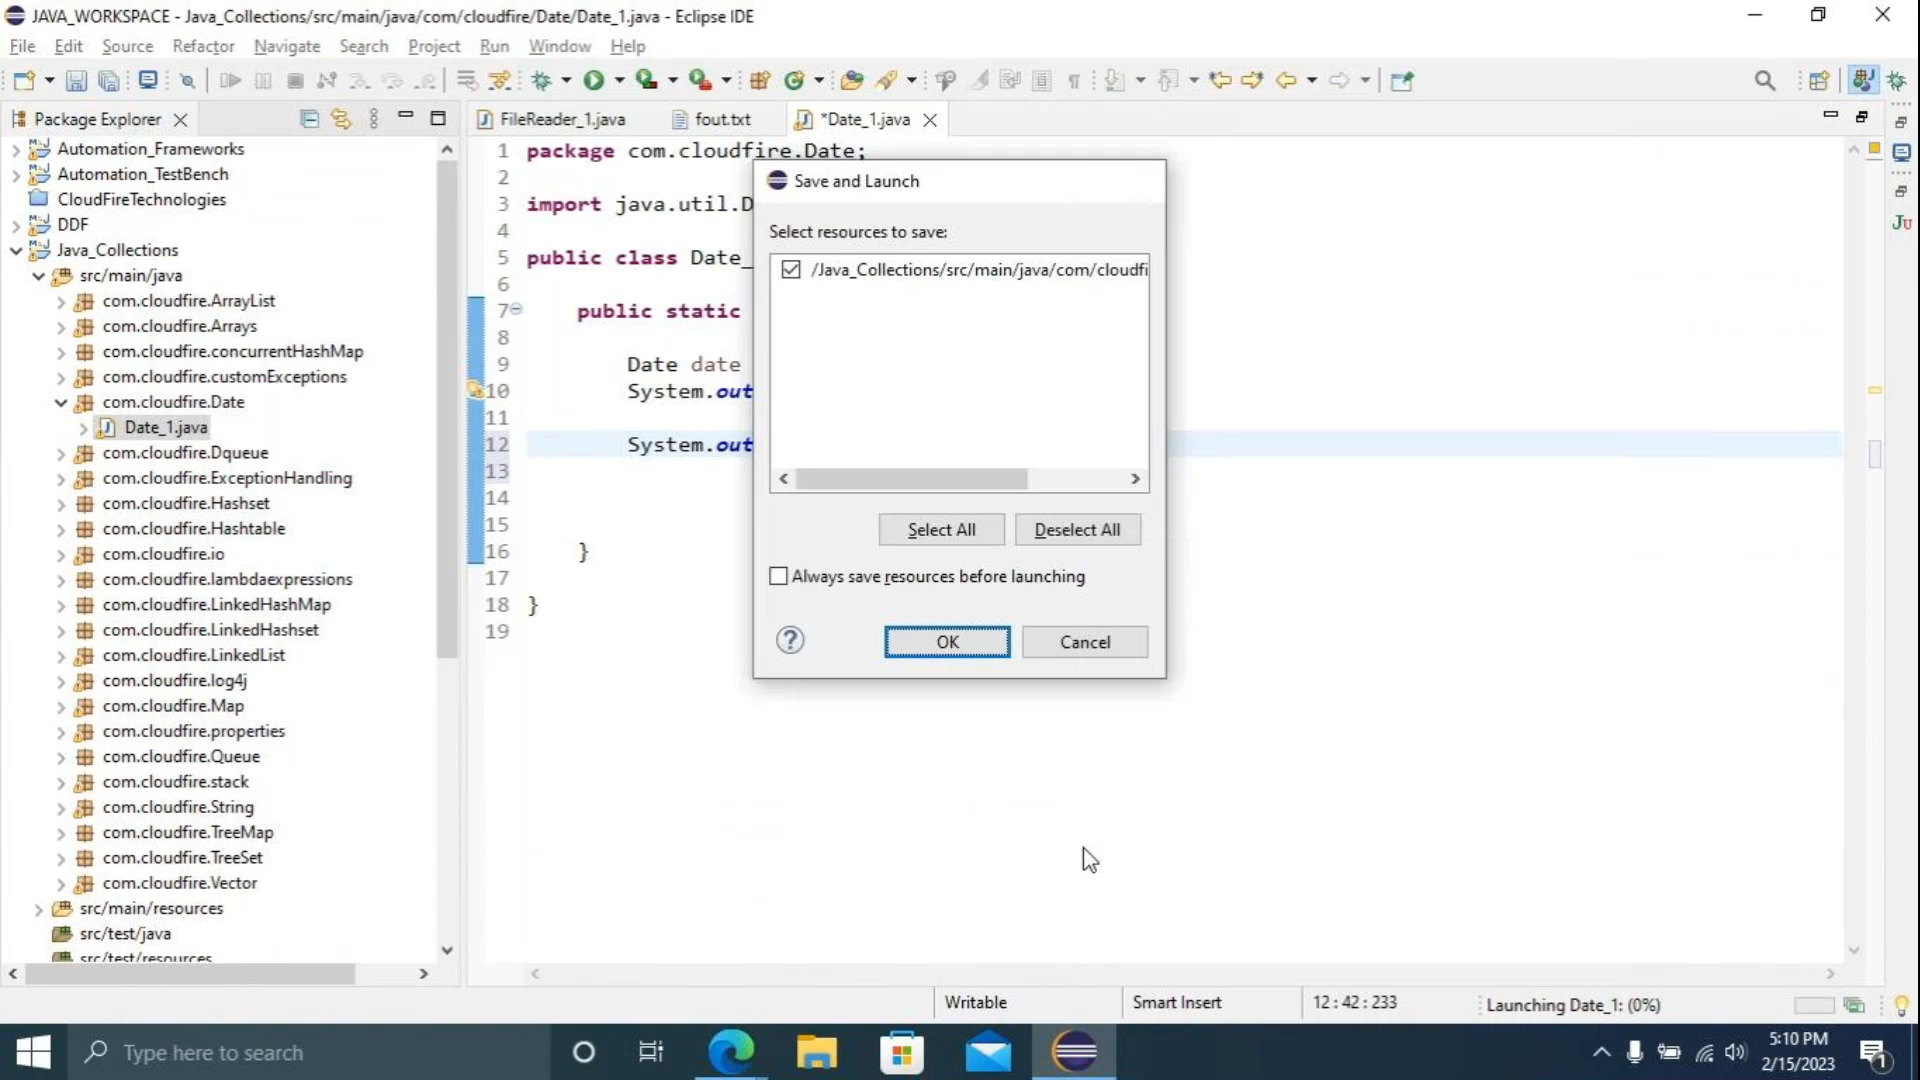 JAVA_WORKSPACE - Java_Collections/src/main/java/com/cloudfire/Date/Date_1.java - Eclipse IDE
File Edit Source Refactor Navigate Search Project Run Window Help
Package Explorer
FileReader_1.java fout.txt *Date_1.java
Automation_Frameworks
Automation_TestBench
CloudFireTechnologies
DDF
Java_Collections
src/main/java
com.cloudfire.ArrayList
com.cloudfire.Arrays
com.cloudfire.concurrentHashMap
com.cloudfire.customExceptions
com.cloudfire.Date
Date_1.java
com.cloudfire.Dqueue
com.cloudfire.ExceptionHandling
com.cloudfire.Hashset
com.cloudfire.Hashtable
com.cloudfire.io
com.cloudfire.lambdaexpressions
com.cloudfire.LinkedHashMap
com.cloudfire.LinkedHashset
com.cloudfire.LinkedList
com.cloudfire.log4j
com.cloudfire.Map
com.cloudfire.properties
com.cloudfire.Queue
com.cloudfire.stack
com.cloudfire.String
com.cloudfire.TreeMap
com.cloudfire.TreeSet
com.cloudfire.Vector
src/main/resources
src/test/java
src/test/resources
1 package com.cloudfire.Date;
2
3 import java.util.D
4
5 public class Date_
6
7 public static
8
9 Date date
10 System.out
11
12 System.out
13
14
15
16 }
17
18 }
19
Save and Launch
Select resources to save:
/Java_Collections/src/main/java/com/cloudfi
Select All Deselect All
Always save resources before launching
? OK Cancel
Ju
Writable Smart Insert 12 : 42 : 233 Launching Date_1: (0%)
Type here to search
5:10 PM
2/15/2023
1